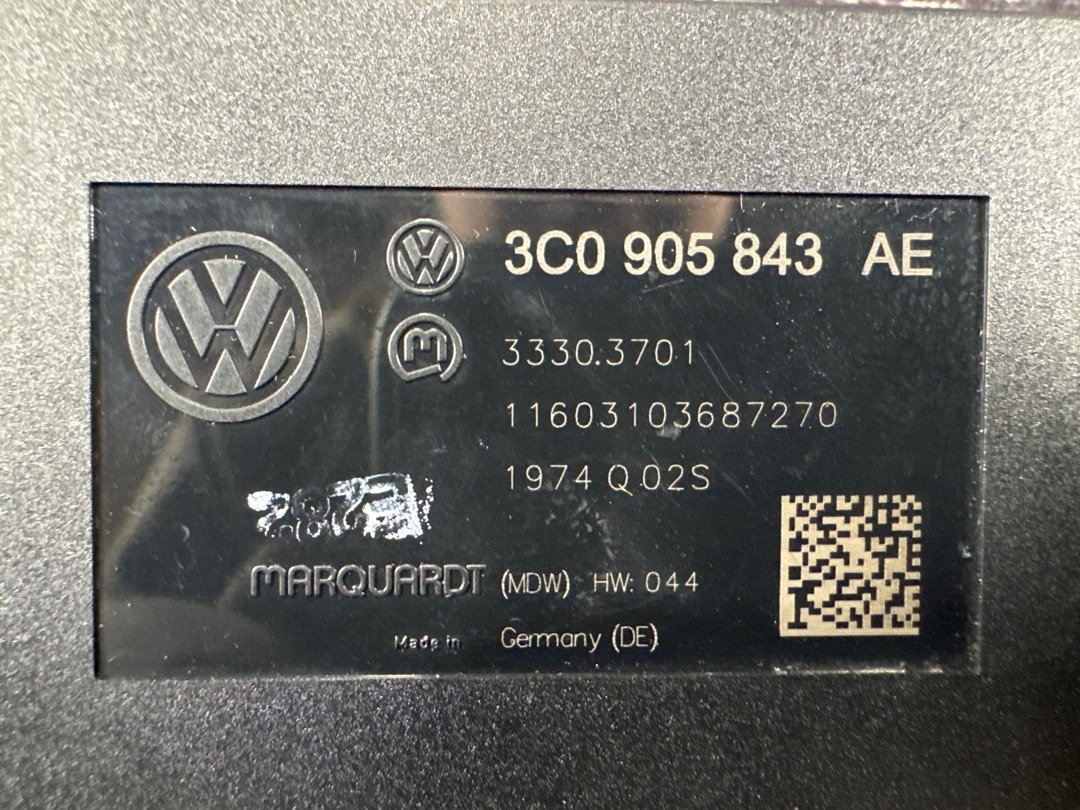 3C0 905 843 AE
3330.3701
11603103687270
1974 Q 02S
MARQUARDT (MDW) HW: 044
Made in Germany (DE)